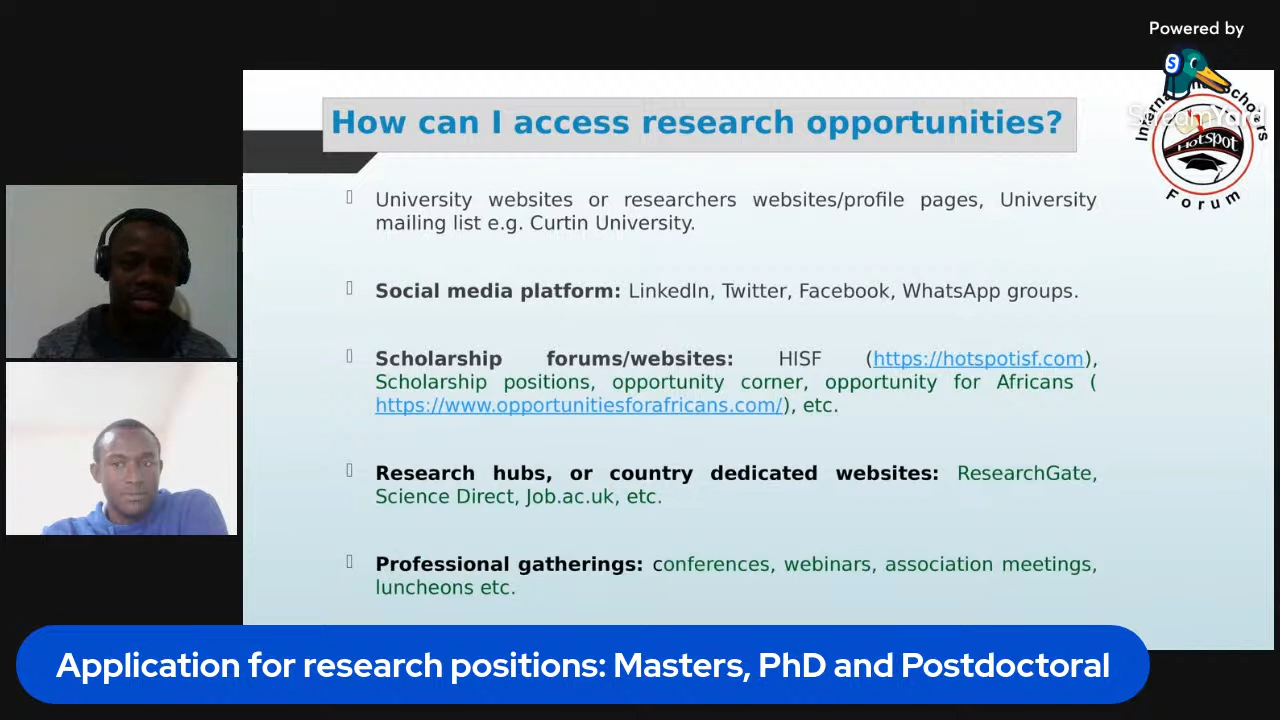 Powered by
StreamYard
International Scholars
Hotspot
Forum
How can I access research opportunities?
University websites or researchers websites/profile pages, University
mailing list e.g. Curtin University.
Social media platform: LinkedIn, Twitter, Facebook, WhatsApp groups.
Scholarship forums/websites: HISF (https://hotspotisf.com),
Scholarship positions, opportunity corner, opportunity for Africans (
https://www.opportunitiesforafricans.com/), etc.
Research hubs, or country dedicated websites: ResearchGate,
Science Direct, Job.ac.uk, etc.
Professional gatherings: conferences, webinars, association meetings,
luncheons etc.
Application for research positions: Masters, PhD and Postdoctoral